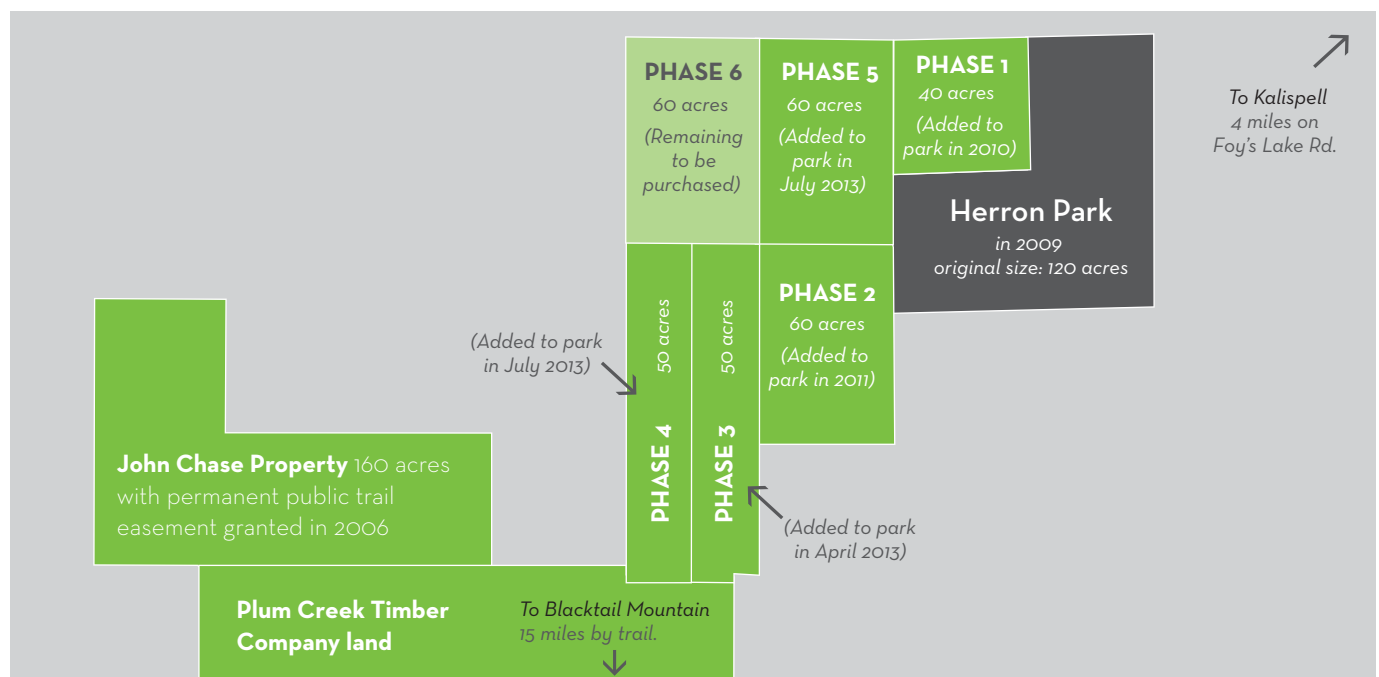 PHASE 6
60 acres
(Remaining
to be
purchased)
PHASE 5
60 acres
(Added to
park in
July 2013)
PHASE 1
40 acres
(Added to
park in 2010)
To Kalispell
4 miles on
Foy's Lake Rd.
Herron Park
in 2009
original size: 120 acres
PHASE 2
60 acres
(Added to
park in 2011)
(Added to park
in July 2013)
PHASE 4 50 acres
PHASE 3 50 acres
(Added to park
in April 2013)
John Chase Property 160 acres
with permanent public trail
easement granted in 2006
Plum Creek Timber
Company land
To Blacktail Mountain
15 miles by trail.